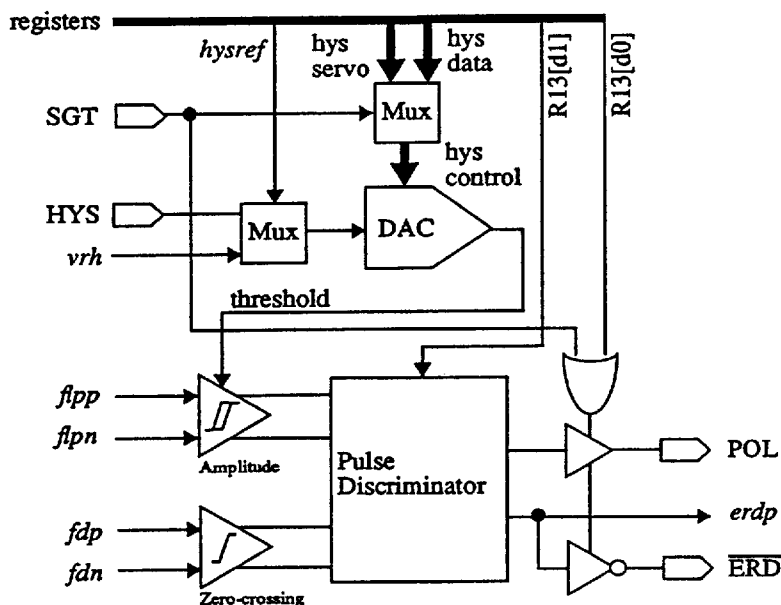 registers
hysref
hys
servo
hys
data
R13[d1]
R13[d0]
SGT
Mux
hys
control
HYS
Mux
DAC
vrh
threshold
flpp
flpn
Amplitude
Pulse
Discriminator
POL
erdp
fdp
fdn
ERD
Zero-crossing